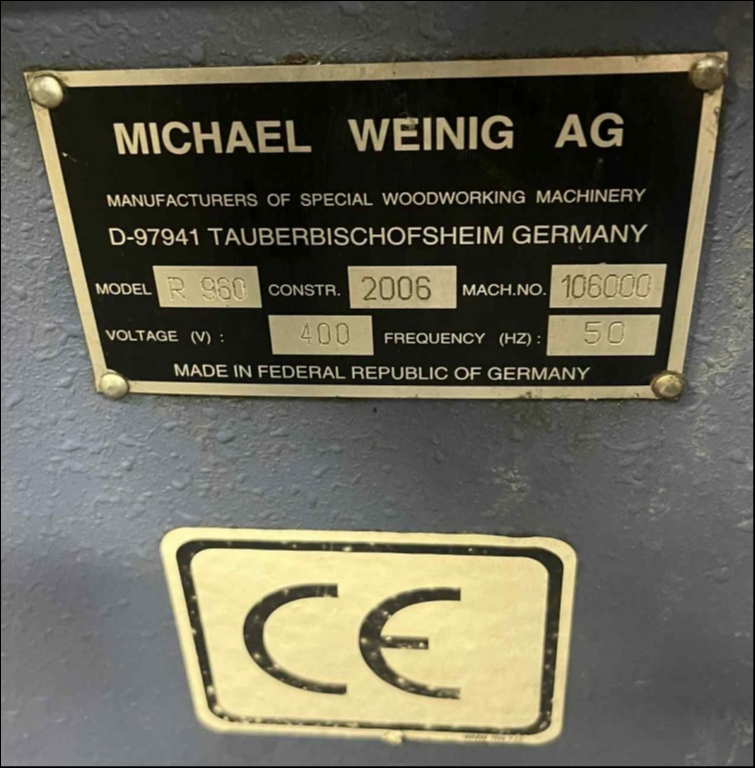 MICHAEL WEINIG AG
MANUFACTURERS OF SPECIAL WOODWORKING MACHINERY
D-97941 TAUBERBISCHOFSHEIM GERMANY
MODEL R 960 CONSTR. 2006 MACH.NO. 106000
VOLTAGE (V) : 400 FREQUENCY (HZ) : 50
MADE IN FEDERAL REPUBLIC OF GERMANY
CE